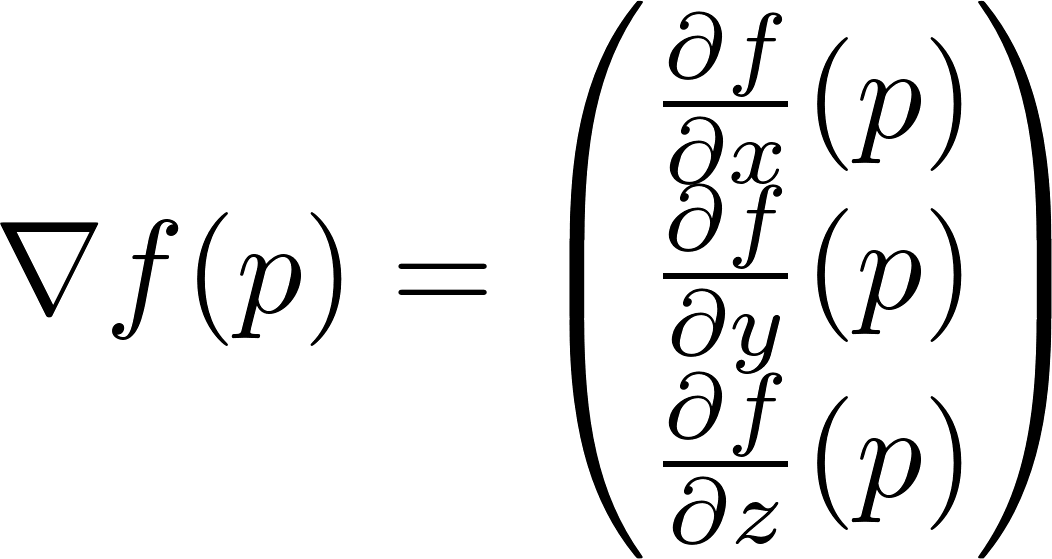 ∇f(p) = (
∂f/∂x (p)
∂f/∂y (p)
∂f/∂z (p)
)